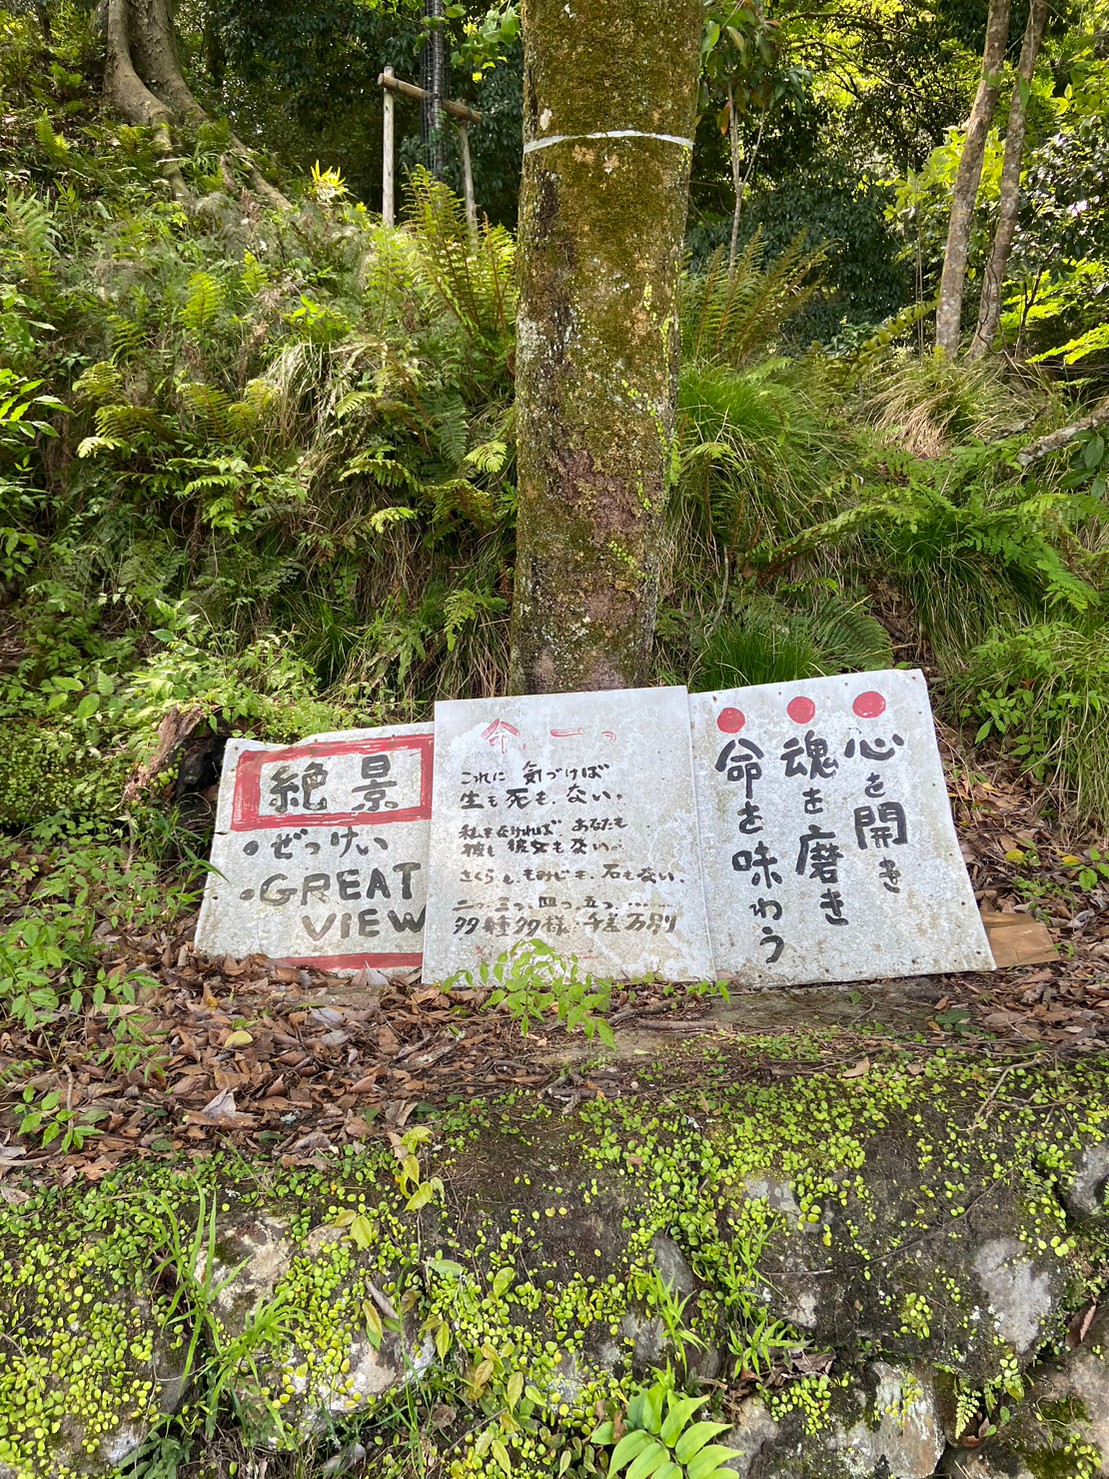 絶景
・ぜっけい
・GREAT
VIEW
今、一つ
これに気づけば
生も死も、ない。
私もなければ あなたも
彼も 彼女もない。
さくらも、もみじも、石もない。
二つ、三つ、四つ、五つ、……
多種多様・千差万別
心を開き
魂を磨き
命を味わう